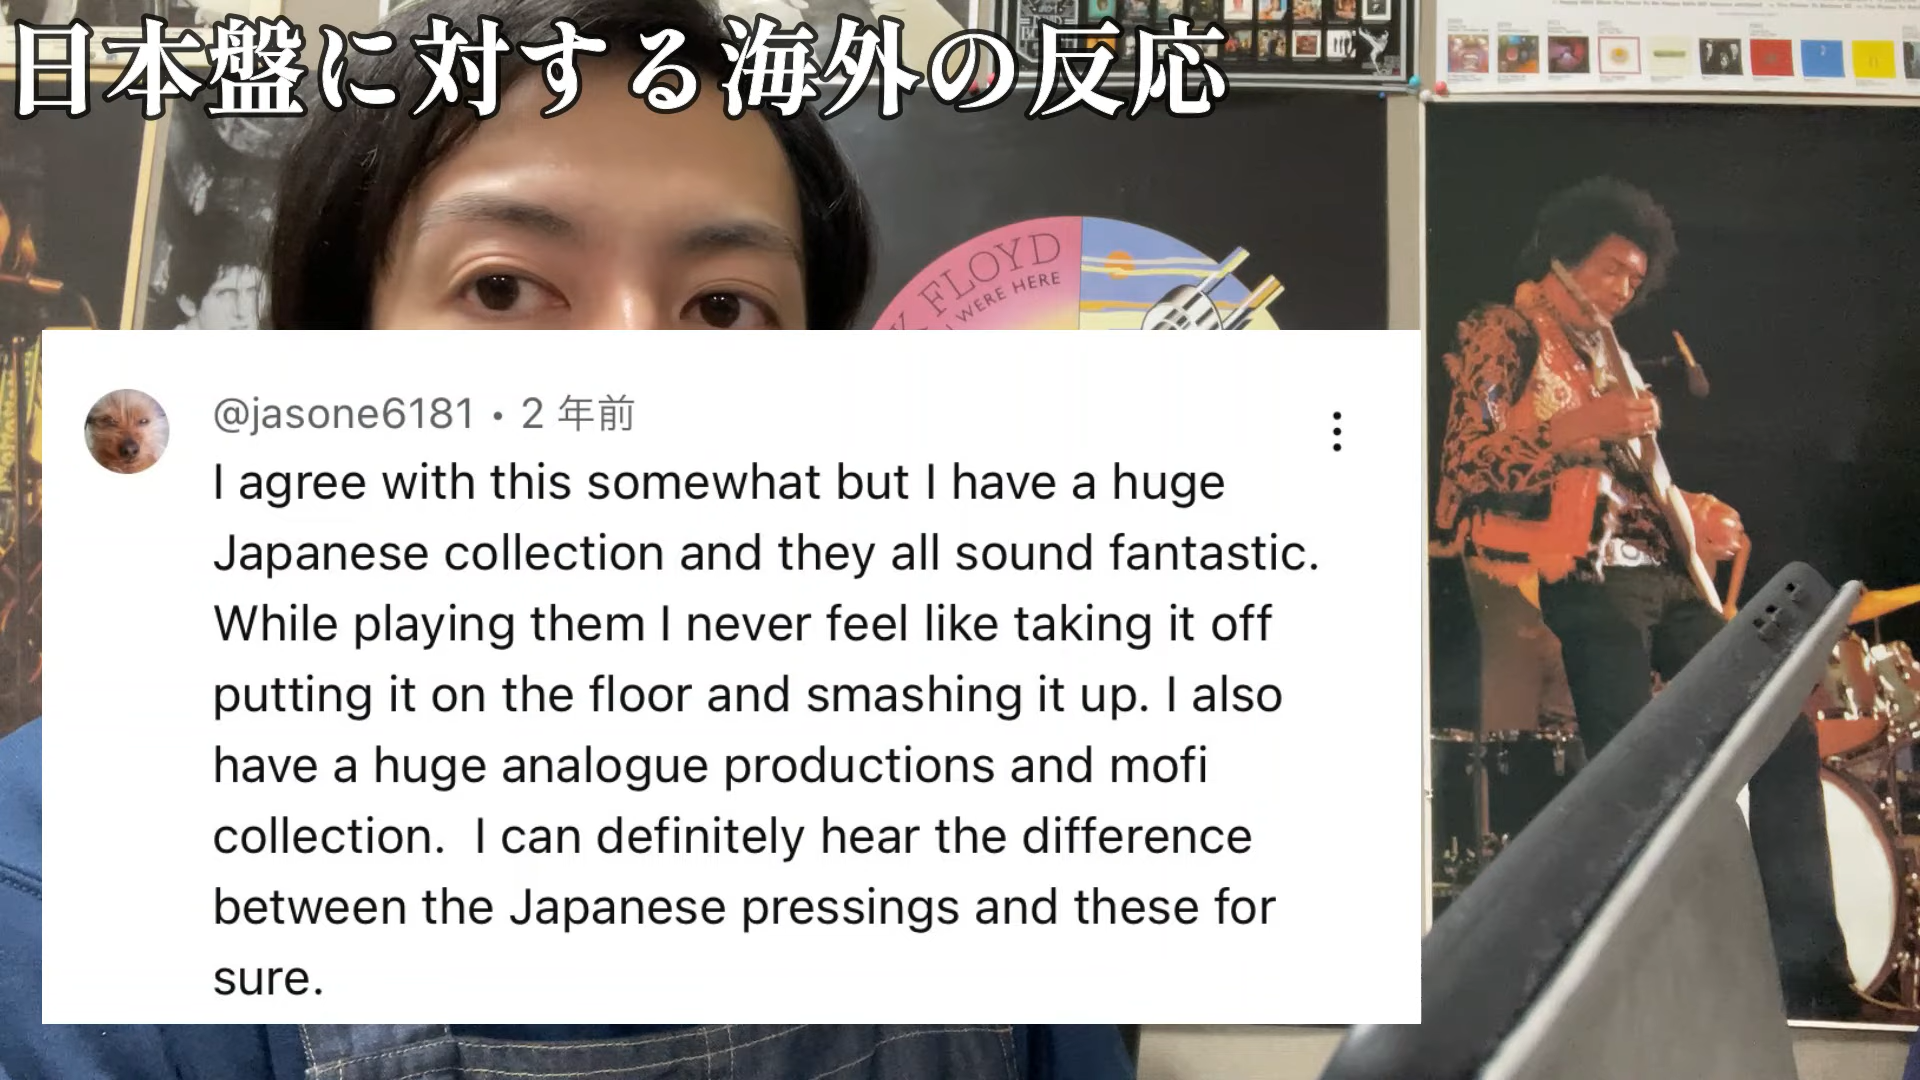 日本盤に対する海外の反応
FLOYD
WERE HERE
@jasone6181 • 2 年前
I agree with this somewhat but I have a huge
Japanese collection and they all sound fantastic.
While playing them I never feel like taking it off
putting it on the floor and smashing it up. I also
have a huge analogue productions and mofi
collection.  I can definitely hear the difference
between the Japanese pressings and these for
sure.